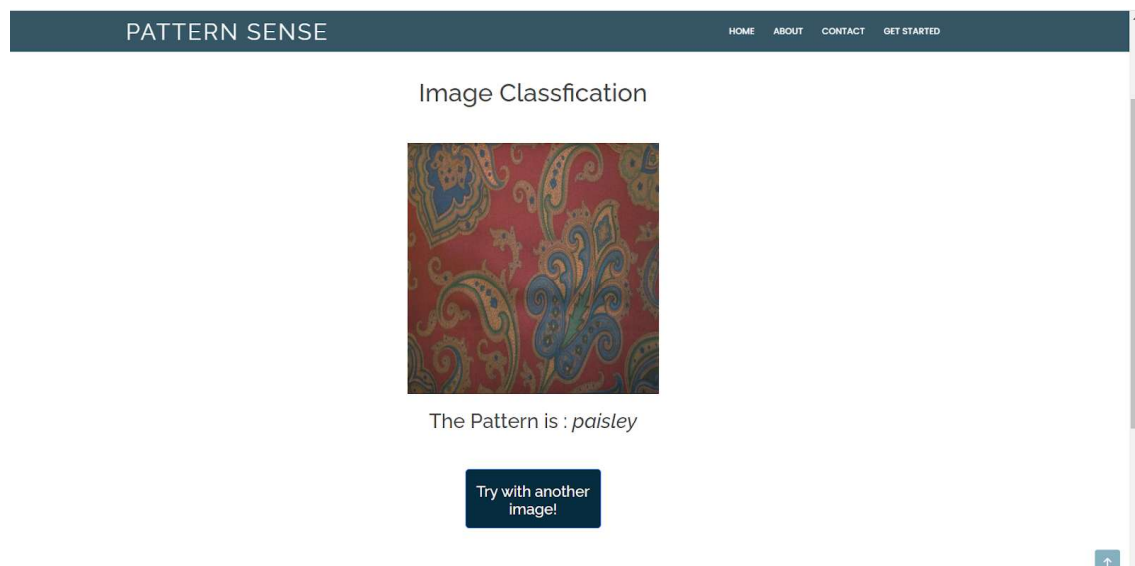 PATTERN SENSE
HOME ABOUT CONTACT GET STARTED
Image Classfication
The Pattern is : paisley
Try with another
image!